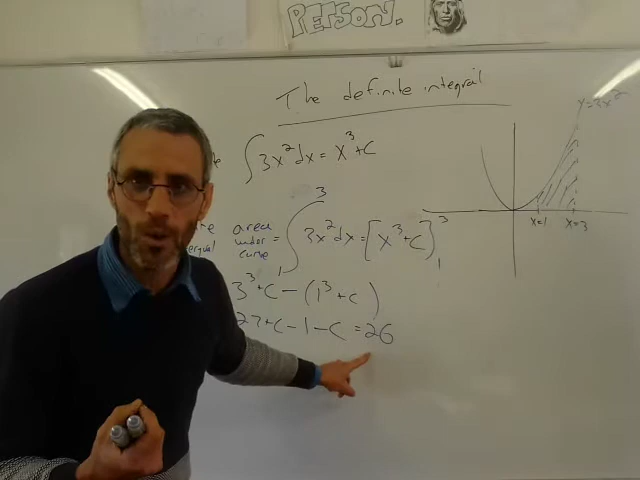 PETSON.
The definite integral
y=3x²
∫3x²dx = x³+c
area under curve = ∫₁³ 3x²dx = [x³+c]₁³
x=1 x=3
3³+c-(1³+c)
27+c-1-c=26